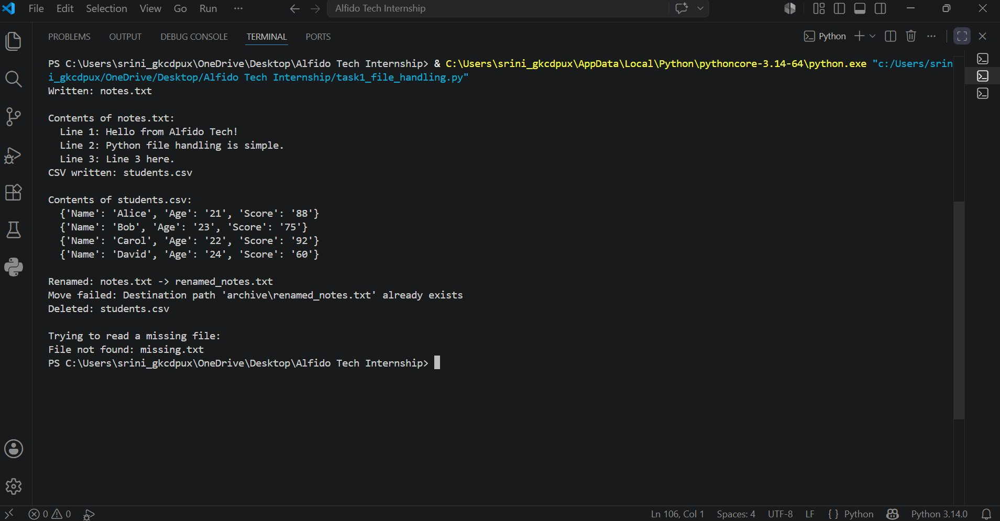 File Edit Selection View Go Run ··· Alfido Tech Internship
PROBLEMS OUTPUT DEBUG CONSOLE TERMINAL PORTS Python
PS C:\Users\srini_gkcdpux\OneDrive\Desktop\Alfido Tech Internship> & C:\Users\srini_gkcdpux\AppData\Local\Python\pythoncore-3.14-64\python.exe "c:/Users/srin
i_gkcdpux/OneDrive/Desktop/Alfido Tech Internship/task1_file_handling.py"
Written: notes.txt
Contents of notes.txt:
Line 1: Hello from Alfido Tech!
Line 2: Python file handling is simple.
Line 3: Line 3 here.
CSV written: students.csv
Contents of students.csv:
{'Name': 'Alice', 'Age': '21', 'Score': '88'}
{'Name': 'Bob', 'Age': '23', 'Score': '75'}
{'Name': 'Carol', 'Age': '22', 'Score': '92'}
{'Name': 'David', 'Age': '24', 'Score': '60'}
Renamed: notes.txt -> renamed_notes.txt
Move failed: Destination path 'archive\renamed_notes.txt' already exists
Deleted: students.csv
Trying to read a missing file:
File not found: missing.txt
PS C:\Users\srini_gkcdpux\OneDrive\Desktop\Alfido Tech Internship>
0 0 Ln 106, Col 1 Spaces: 4 UTF-8 LF {} Python Python 3.14.0